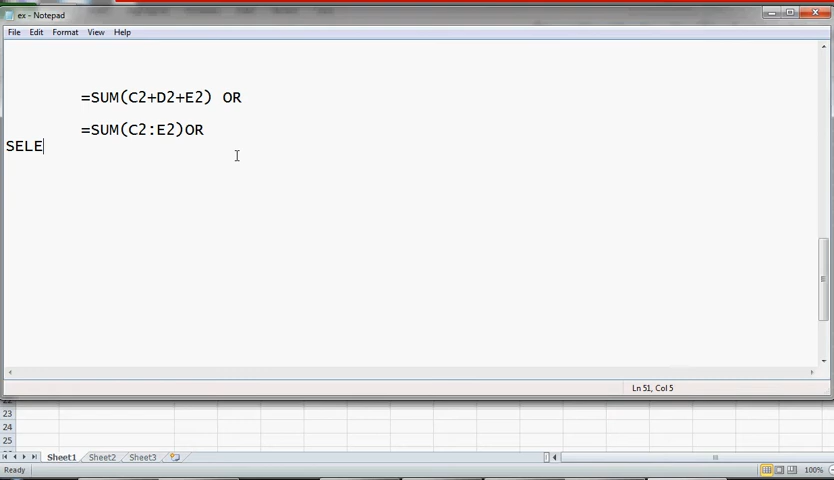 ex - Notepad
File Edit Format View Help
=SUM(C2+D2+E2) OR
=SUM(C2:E2)OR
SELE
Ln 51, Col 5
23
24
25
Sheet1 Sheet2 Sheet3
Ready 100%